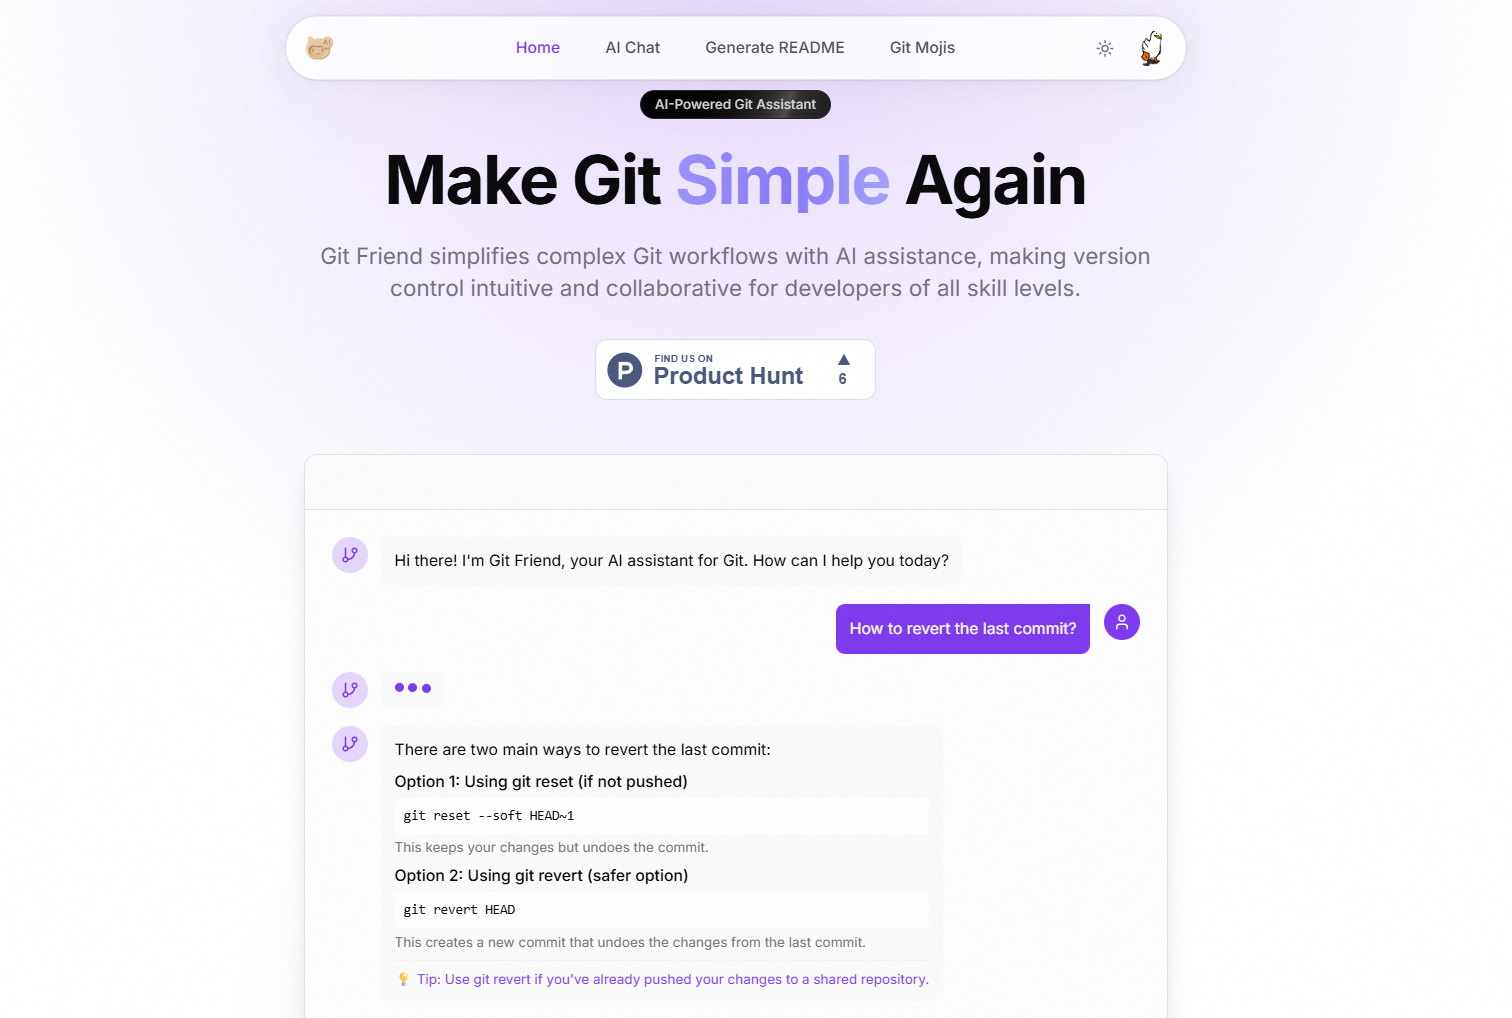 Home
AI Chat
Generate README
Git Mojis
AI-Powered Git Assistant
Make Git Simple Again
Git Friend simplifies complex Git workflows with AI assistance, making version
control intuitive and collaborative for developers of all skill levels.
FIND US ON
Product Hunt
6
Hi there! I'm Git Friend, your AI assistant for Git. How can I help you today?
How to revert the last commit?
There are two main ways to revert the last commit:
Option 1: Using git reset (if not pushed)
git reset --soft HEAD~1
This keeps your changes but undoes the commit.
Option 2: Using git revert (safer option)
git revert HEAD
This creates a new commit that undoes the changes from the last commit.
💡 Tip: Use git revert if you've already pushed your changes to a shared repository.